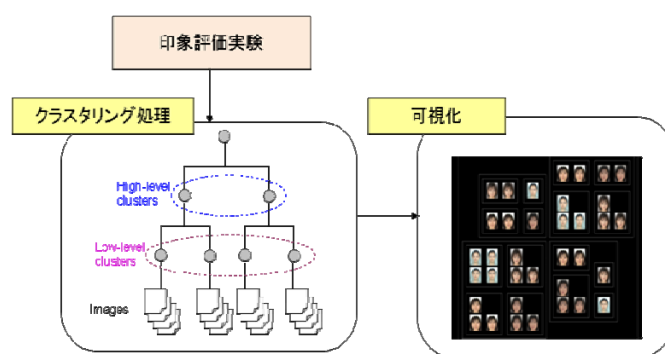 印象評価実験
クラスタリング処理
可視化
High-level
clusters
Low-level
clusters
Images